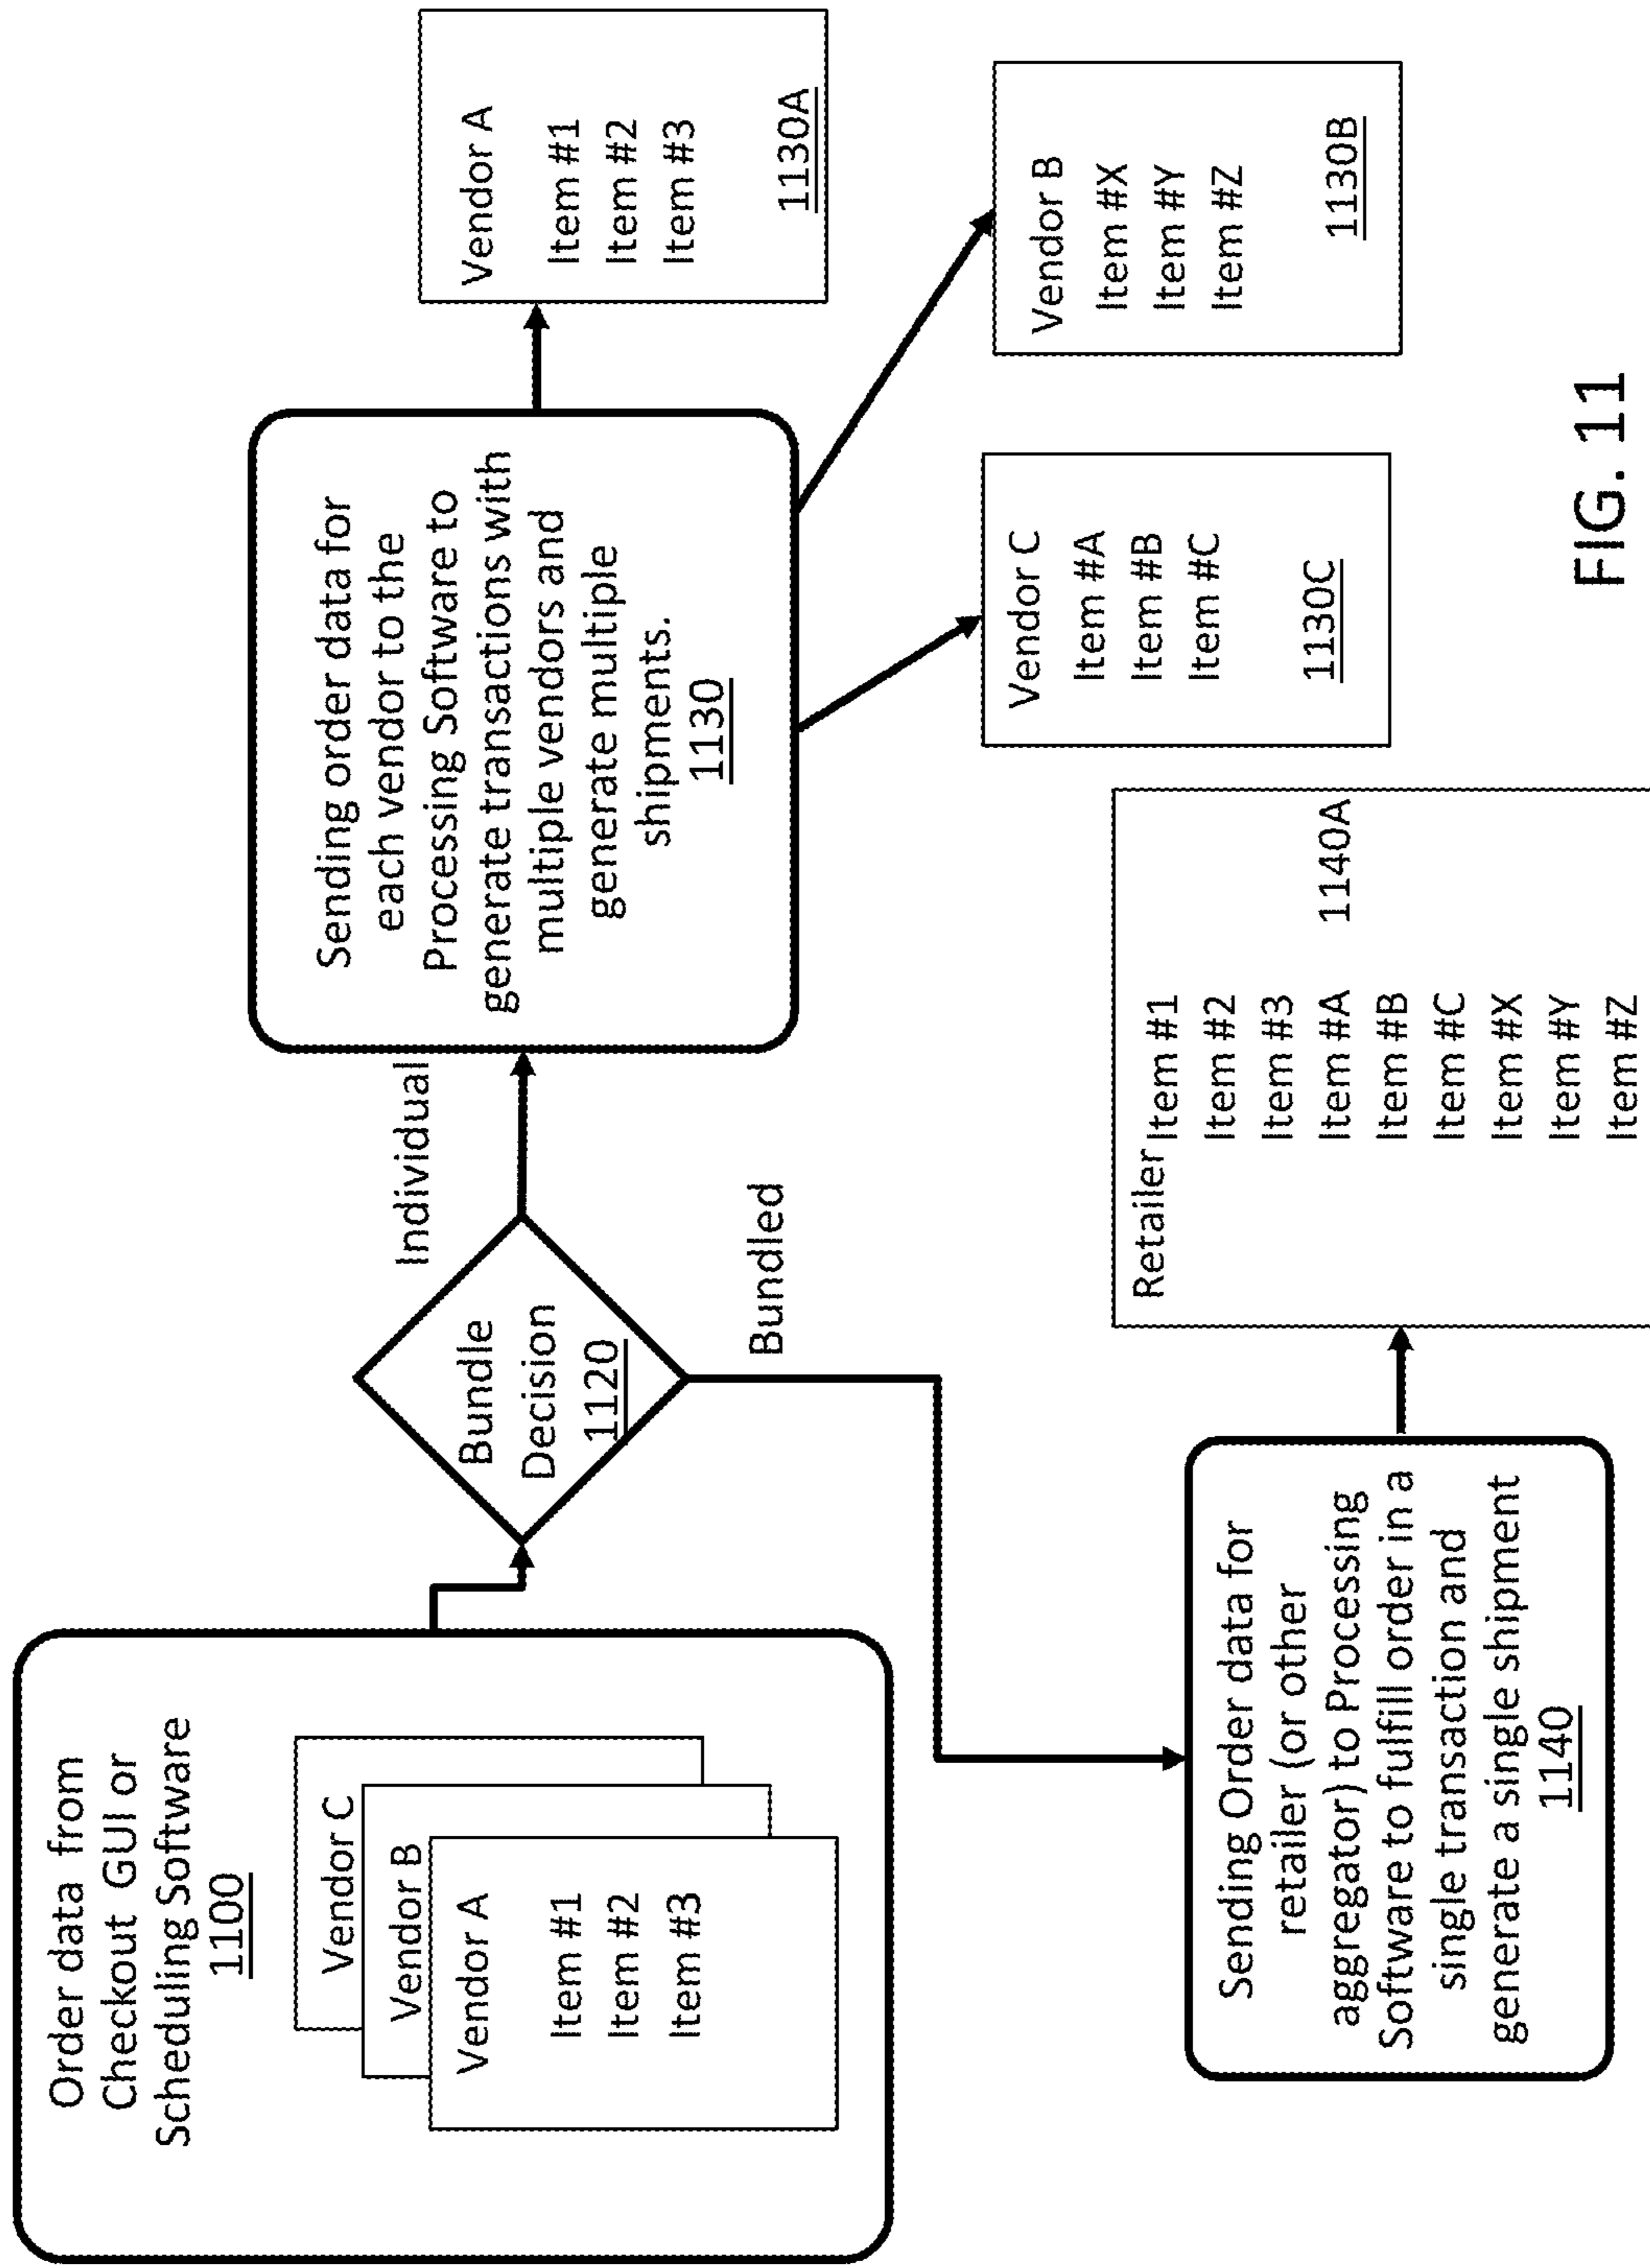 Order data from
Checkout GUI or
Scheduling Software
1100
Vendor C
Vendor B
Vendor A
Item #1
Item #2
Item #3
Bundle
Decision
1120
Individual
Bundled
Sending order data for
each vendor to the
Processing Software to
generate transactions with
multiple vendors and
generate multiple
shipments.
1130
Vendor A
Item #1
Item #2
Item #3
1130A
Vendor B
Item #X
Item #Y
Item #Z
1130B
Vendor C
Item #A
Item #B
Item #C
1130C
Sending Order data for
retailer (or other
aggregator) to Processing
Software to fulfill order in a
single transaction and
generate a single shipment
1140
Retailer Item #1
Item #2
Item #3
Item #A 1140A
Item #B
Item #C
Item #X
Item #Y
Item #Z
FIG. 11